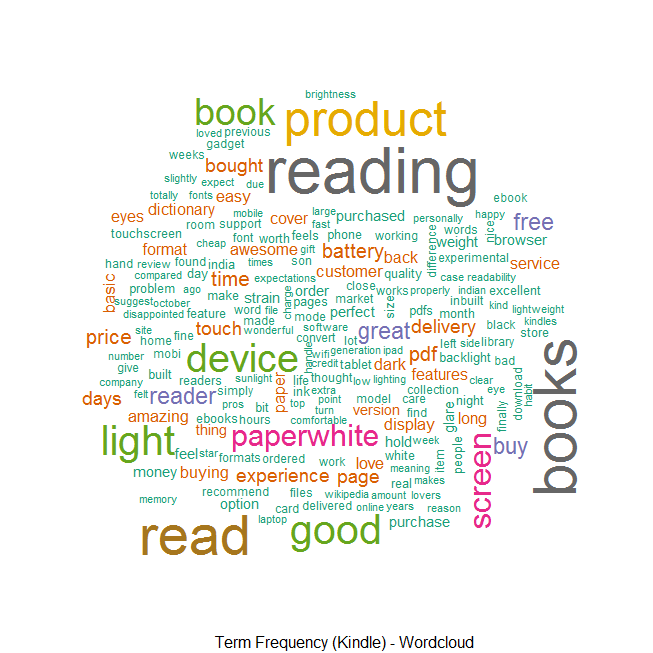 brightness
book
product
loved previous
gadget
weeks
bought
reading
slightly expect due
totally fonts easy
ebook
eyes dictionary mobile cover large purchased personally happy free
room support fast words nice
touchscreen font worth feels phone working difference weight browser
format cheap awesome gift battery back experimental
hand review found india son customer quality case readability service
compared day time expectations
basic problem ago strain charge order close works properly indian excellent
suggest october make pages market size inbuilt kind lightweight
disappointed feature word file mode perfect pdfs month
made touch wonderful software great delivery black kindles
price site home fine convert lot left side library store
number mobi device handle wifi generation ipad pdf backlight bad
give credit tablet dark
company built readers sunlight paper life thought low lighting features clear download
days felt reader simply ink extra collection eye habit books
pros top point model care night
amazing ebooks hours bit turn version find glare long finally
thing comfortable display
light paperwhite hold week screen buy
feel star formats ordered work love white item people
money buying experience page meaning
real makes
recommend files wikipedia amount lovers
memory option card delivered online years reason
laptop purchase
read good
Term Frequency (Kindle) - Wordcloud